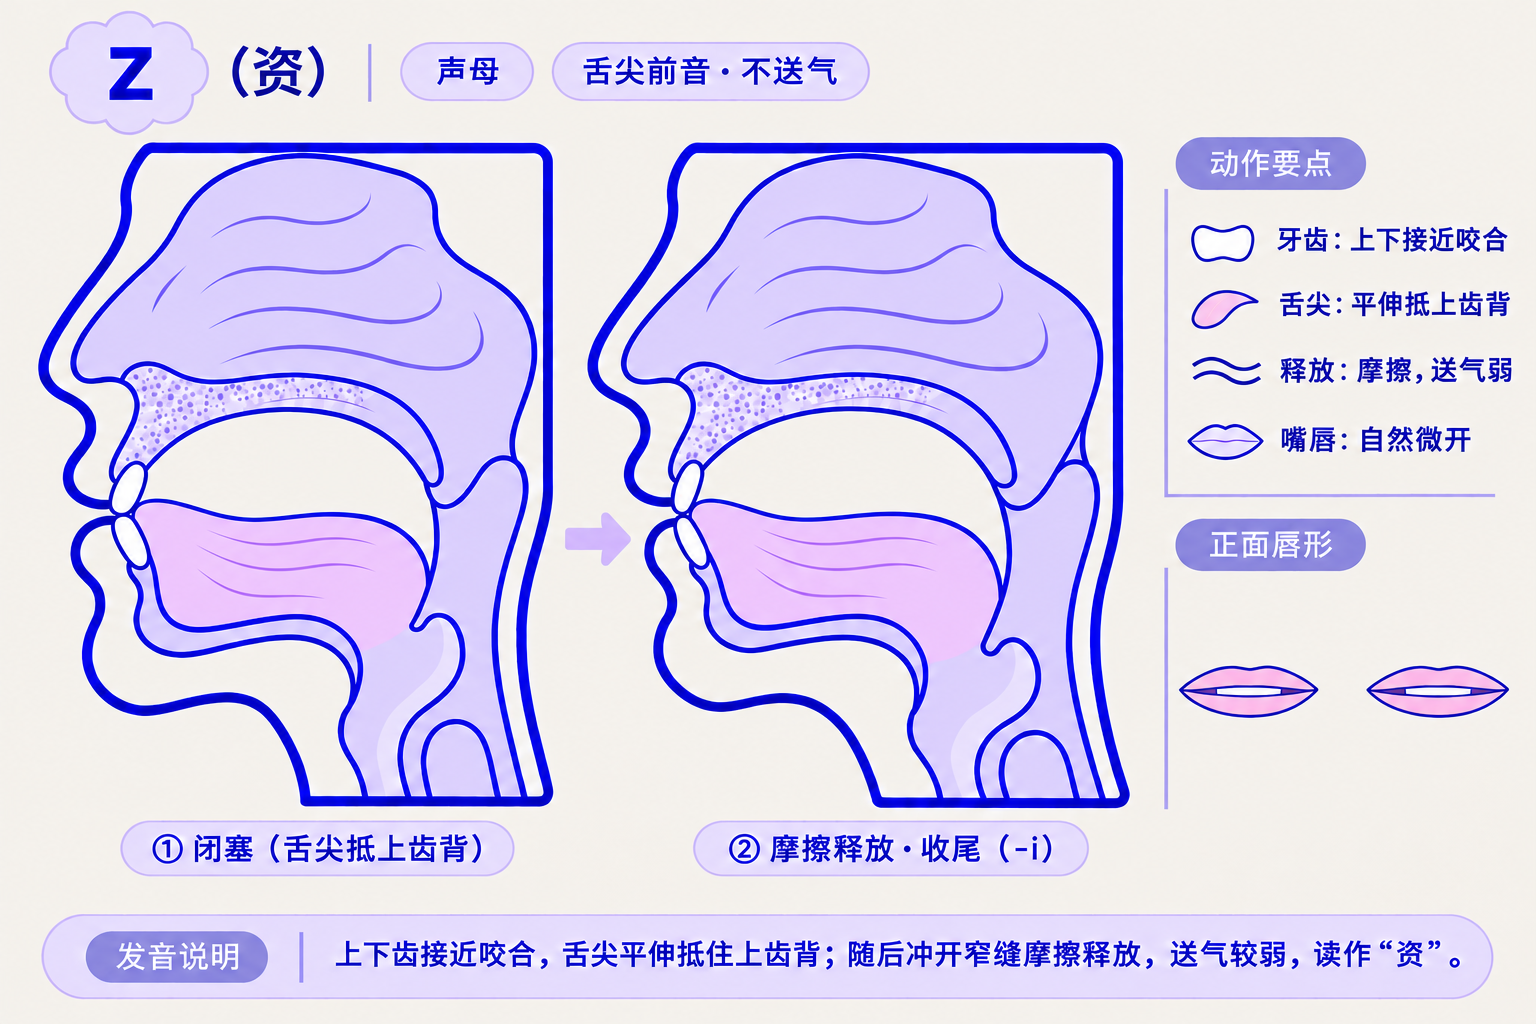 z （资） 声母 舌尖前音·不送气
动作要点
牙齿：上下接近咬合
舌尖：平伸抵上齿背
释放：摩擦，送气弱
嘴唇：自然微开
正面唇形
① 闭塞（舌尖抵上齿背）
② 摩擦释放·收尾（-i）
发音说明 上下齿接近咬合，舌尖平伸抵住上齿背；随后冲开窄缝摩擦释放，送气较弱，读作“资”。